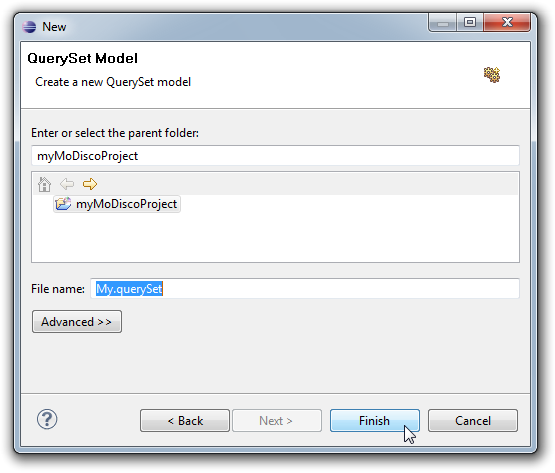 New
QuerySet Model
Create a new QuerySet model
Enter or select the parent folder:
myMoDiscoProject
myMoDiscoProject
File name: My.querySet
Advanced >>
? < Back Next > Finish Cancel